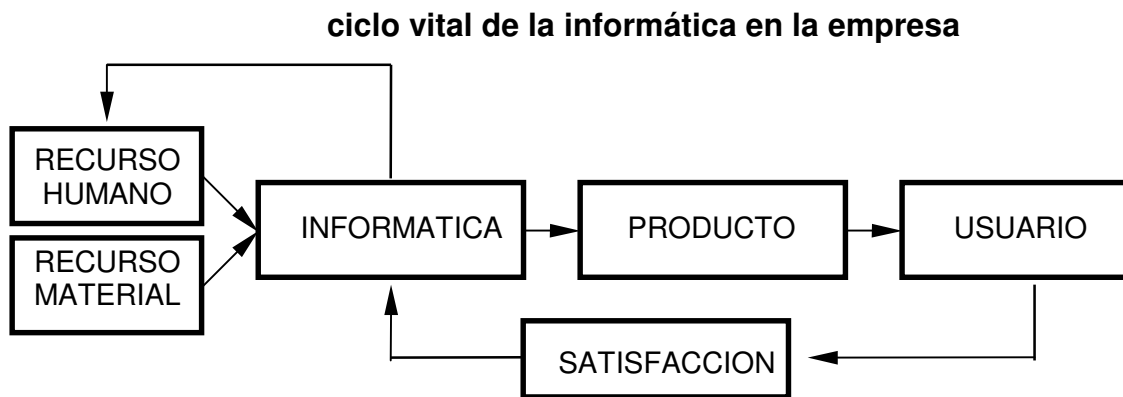 ciclo vital de la informática en la empresa
RECURSO
HUMANO
RECURSO
MATERIAL
INFORMATICA
PRODUCTO
USUARIO
SATISFACCION